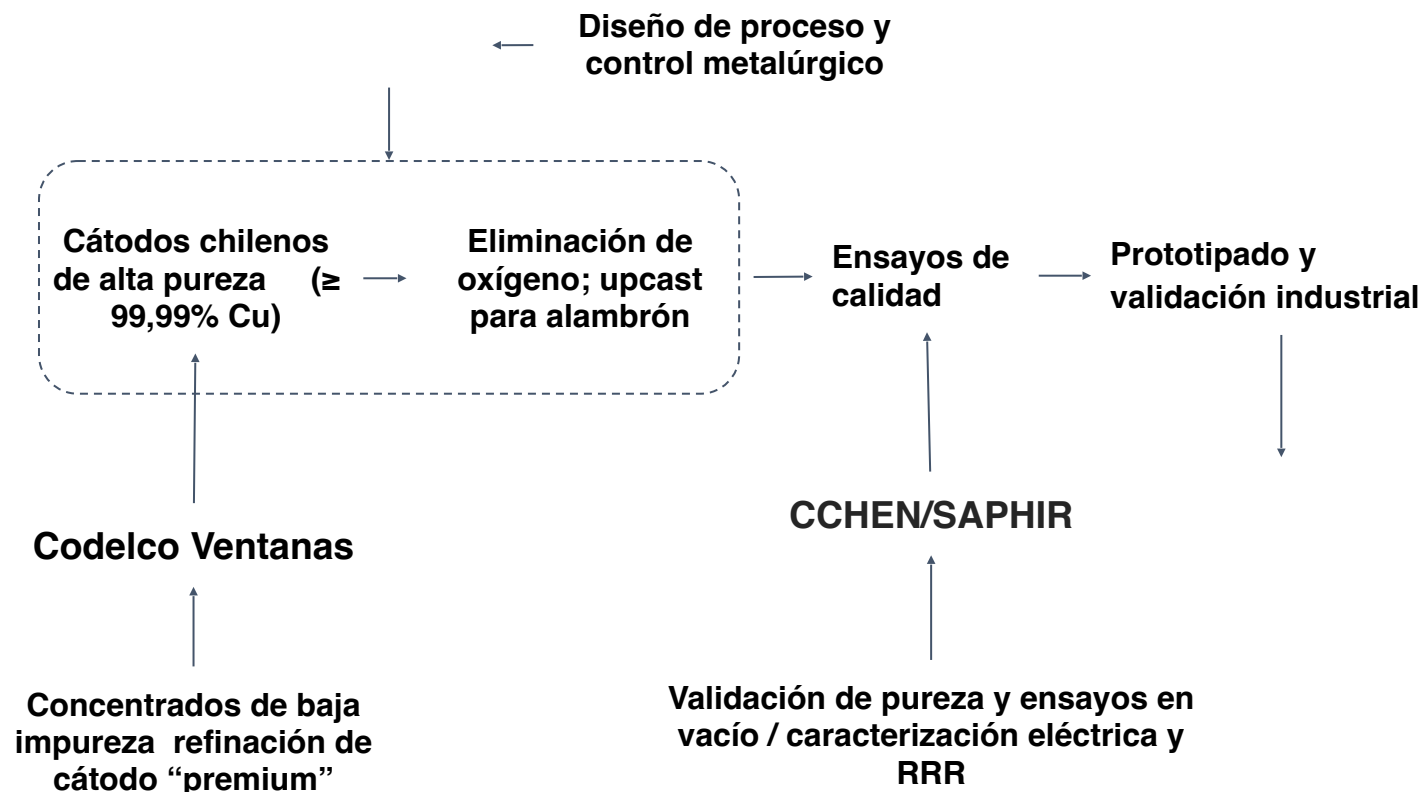 Diseño de proceso y
control metalúrgico
Cátodos chilenos
de alta pureza (≥
99,99% Cu)
Eliminación de
oxígeno; upcast
para alambrón
Ensayos de
calidad
Prototipado y
validación industrial
Codelco Ventanas
CCHEN/SAPHIR
Concentrados de baja
impureza refinación de
cátodo “premium”
Validación de pureza y ensayos en
vacío / caracterización eléctrica y
RRR